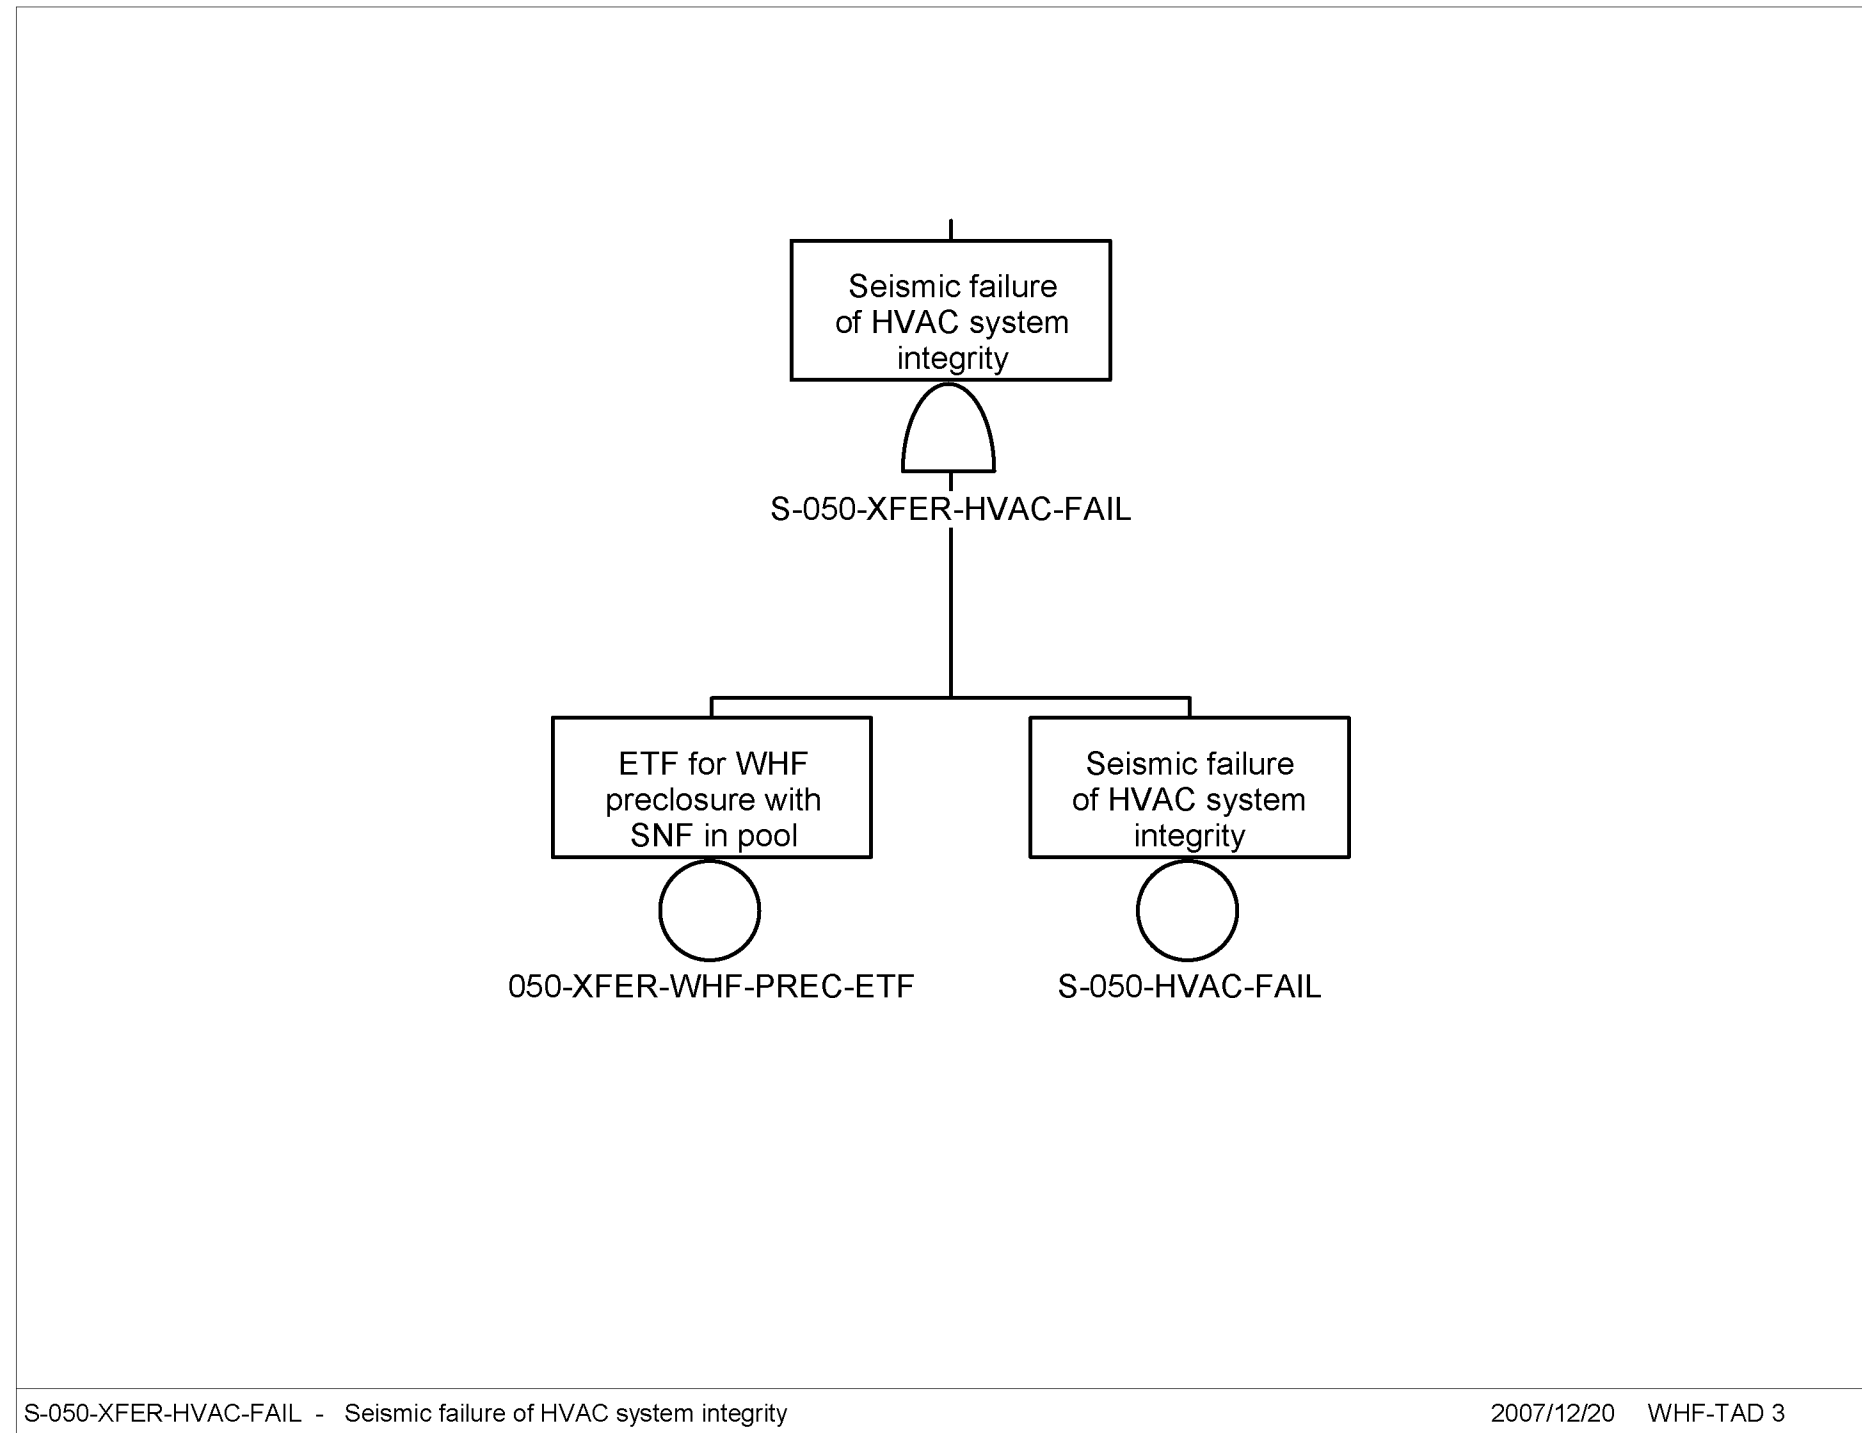 Seismic failure
of HVAC system
integrity
S-050-XFER-HVAC-FAIL
ETF for WHF
preclosure with
SNF in pool
050-XFER-WHF-PREC-ETF
Seismic failure
of HVAC system
integrity
S-050-HVAC-FAIL
S-050-XFER-HVAC-FAIL - Seismic failure of HVAC system integrity
2007/12/20 WHF-TAD 3